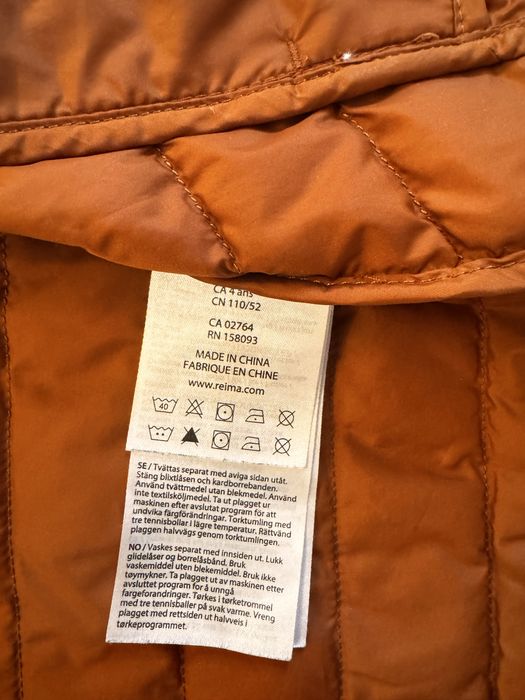 CA 4 ans
CN 110/52
CA 02764
RN 158093
MADE IN CHINA
FABRIQUE EN CHINE
www.reima.com
40
SE / Tvättas separat med aviga sidan utåt.
Stäng blixtlåsen och kardborrebanden.
Använd tvättmedel utan blekmedel. Använd
inte textilsköljmedel. Ta ut plagget ur
maskinen efter avslutat program för att
undvika färgförändringar. Torktumling med
tre tennisbollar i lägre temperatur. Rättvänd
plaggen halvvägs genom torktumlingen.
NO / Vaskes separat med innsiden ut. Lukk
glidelåser og borrelåsbånd. Bruk
vaskemiddel uten blekemiddel. Bruk ikke
tøymykner. Ta plagget ut av maskinen etter
avsluttet program for å unngå
fargeforandringer. Tørkes i tørketrommel
med tre tennisballer på svak varme. Vreng
plagget med rettsiden ut halvveis i
tørkeprogrammet.